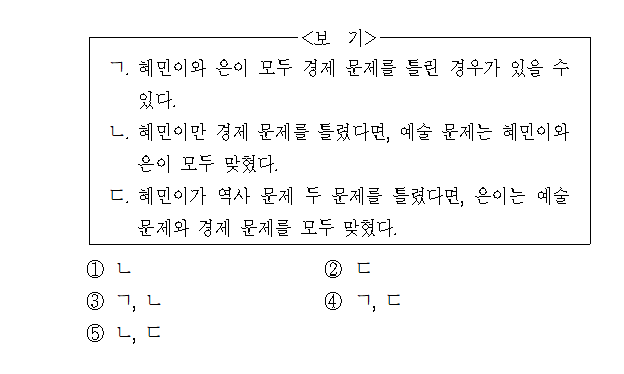 <보 기>
ㄱ. 혜민이와 은이 모두 경제 문제를 틀린 경우가 있을 수
있다.
ㄴ. 혜민이만 경제 문제를 틀렸다면, 예술 문제는 혜민이와
은이 모두 맞혔다.
ㄷ. 혜민이가 역사 문제 두 문제를 틀렸다면, 은이는 예술
문제와 경제 문제를 모두 맞혔다.
① ㄴ ② ㄷ
③ ㄱ, ㄴ ④ ㄱ, ㄷ
⑤ ㄴ, ㄷ